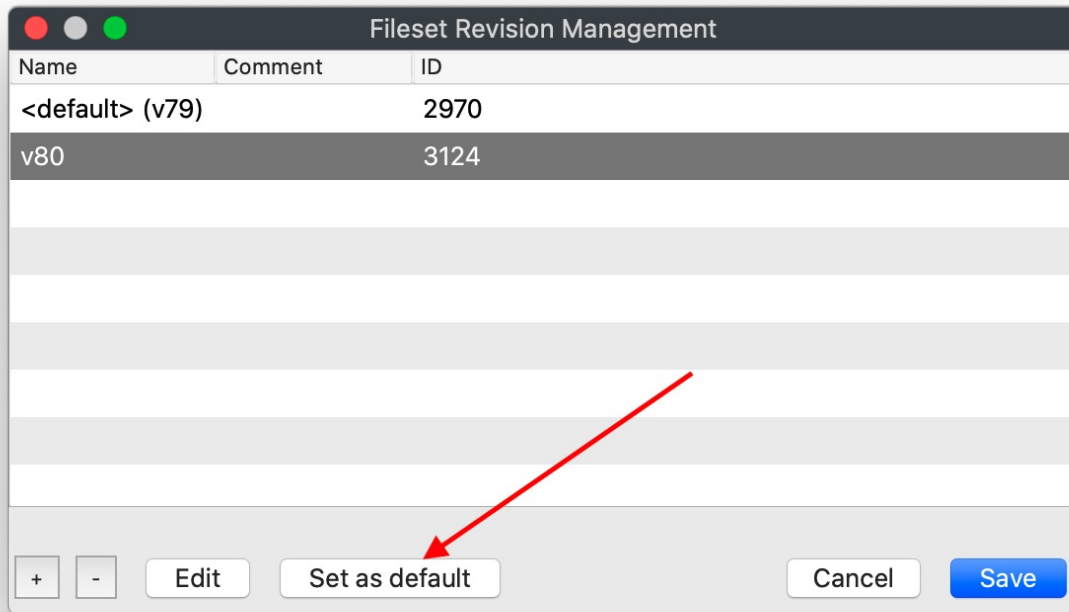 Fileset Revision Management
Name Comment ID
<default> (v79) 2970
v80 3124
+ - Edit Set as default Cancel Save